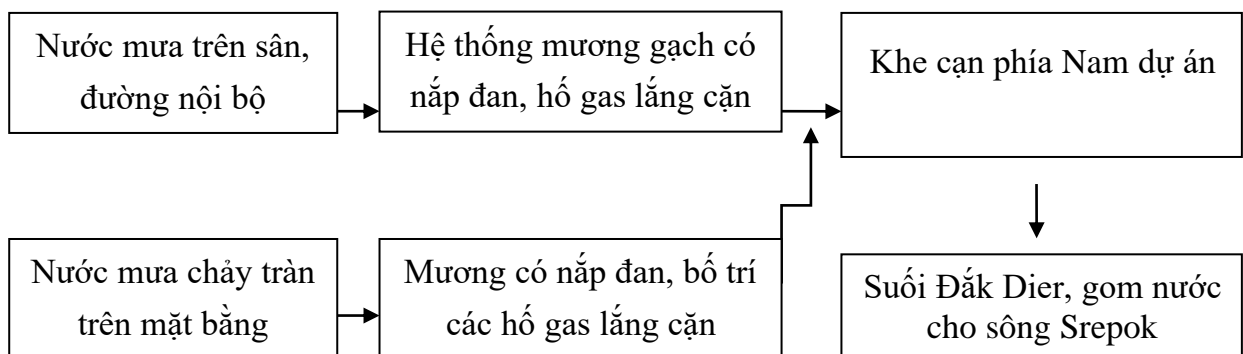 Nước mưa trên sân,
đường nội bộ
Hệ thống mương gạch có
nắp đan, hố gas lắng cặn
Khe cạn phía Nam dự án
Nước mưa chảy tràn
trên mặt bằng
Mương có nắp đan, bố trí
các hố gas lắng cặn
Suối Đắk Dier, gom nước
cho sông Srepok